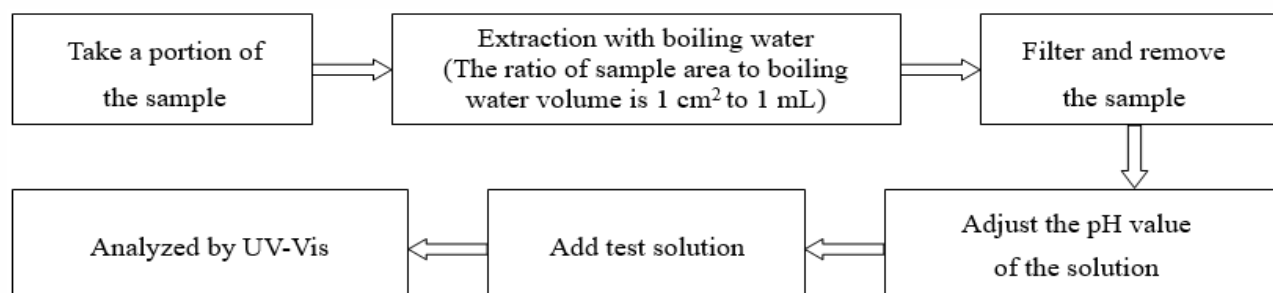 Take a portion of
the sample
Extraction with boiling water
(The ratio of sample area to boiling
water volume is 1 cm² to 1 mL)
Filter and remove
the sample
Adjust the pH value
of the solution
Add test solution
Analyzed by UV-Vis